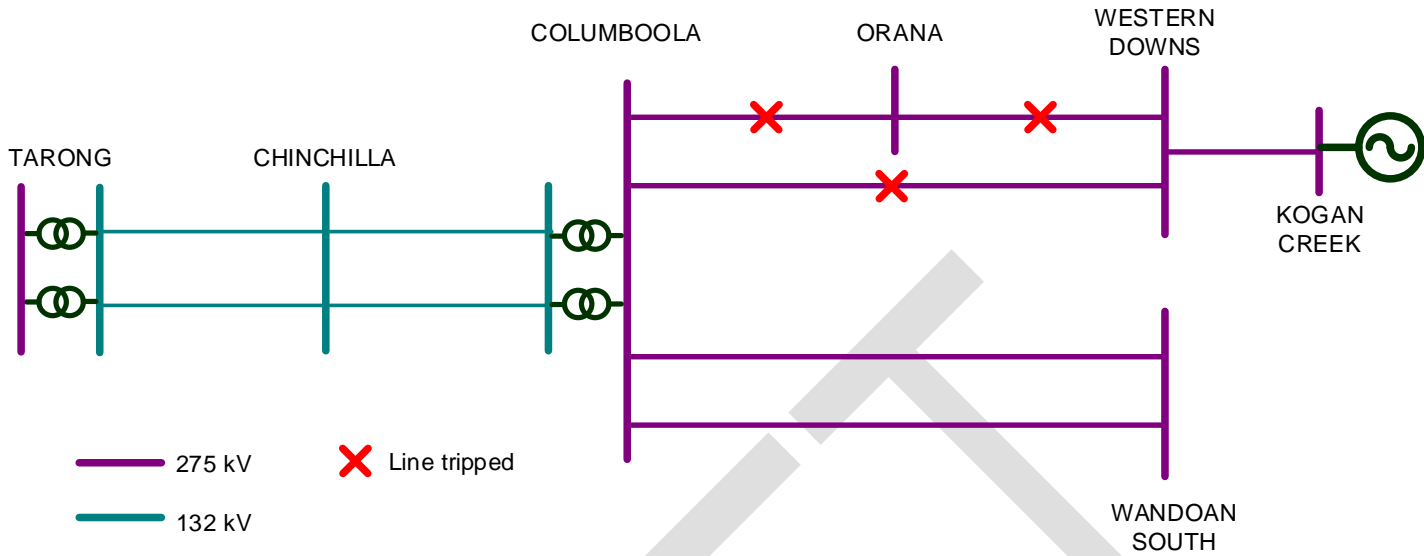 COLUMBOOLA
ORANA
WESTERN
DOWNS
TARONG
CHINCHILLA
KOGAN
CREEK
275 kV
Line tripped
132 kV
WANDOAN
SOUTH